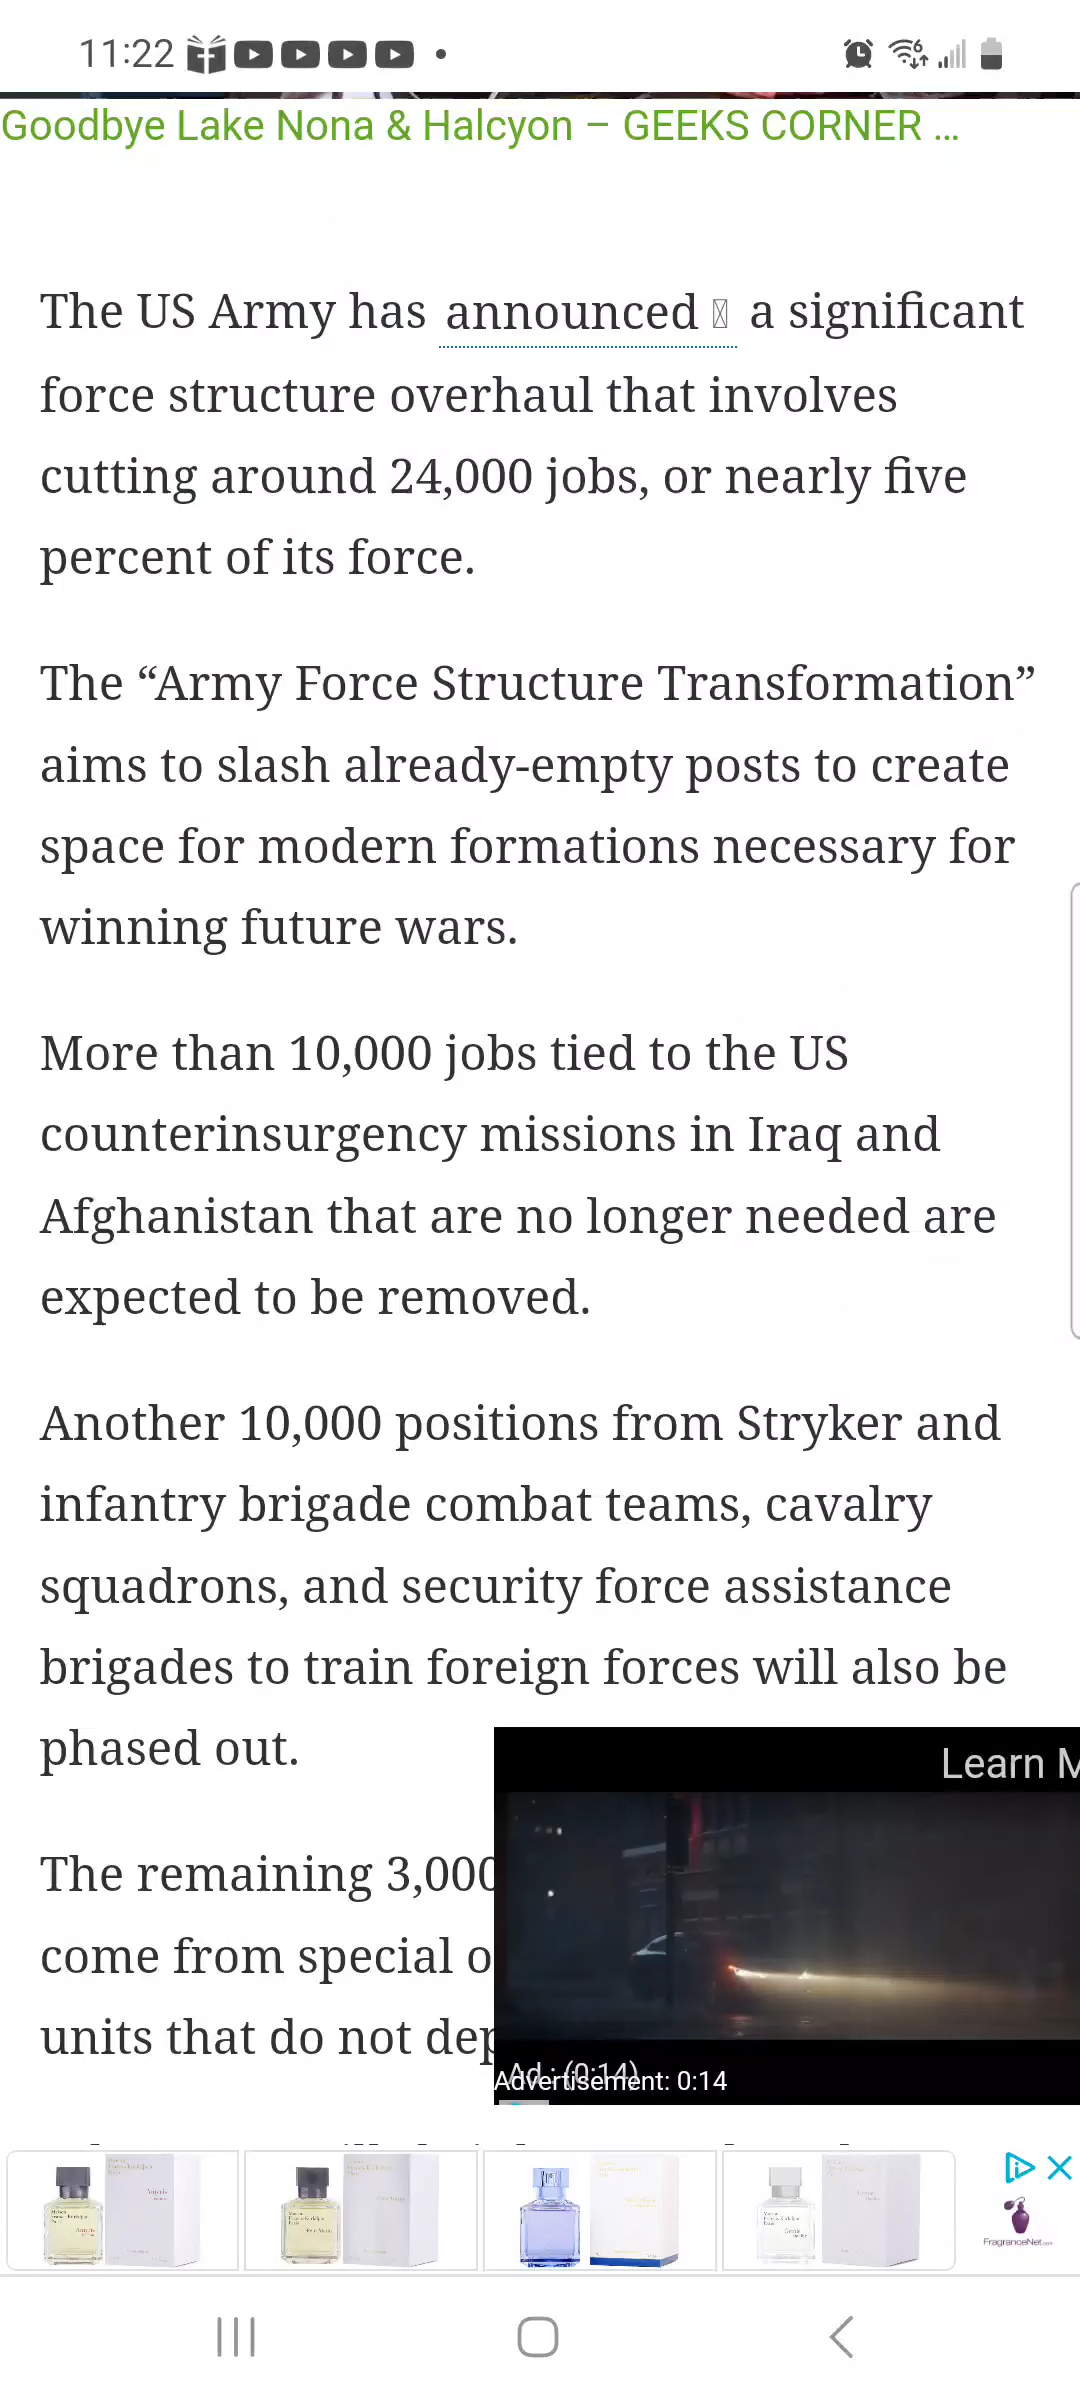 11:22
Goodbye Lake Nona & Halcyon – GEEKS CORNER ...
The US Army has announced a significant
force structure overhaul that involves
cutting around 24,000 jobs, or nearly five
percent of its force.
The “Army Force Structure Transformation”
aims to slash already-empty posts to create
space for modern formations necessary for
winning future wars.
More than 10,000 jobs tied to the US
counterinsurgency missions in Iraq and
Afghanistan that are no longer needed are
expected to be removed.
Another 10,000 positions from Stryker and
infantry brigade combat teams, cavalry
squadrons, and security force assistance
brigades to train foreign forces will also be
phased out.
Learn M
The remaining 3,000
come from special o
units that do not dep
Ad : (0:14)
Advertisement: 0:14
FragranceNet.com